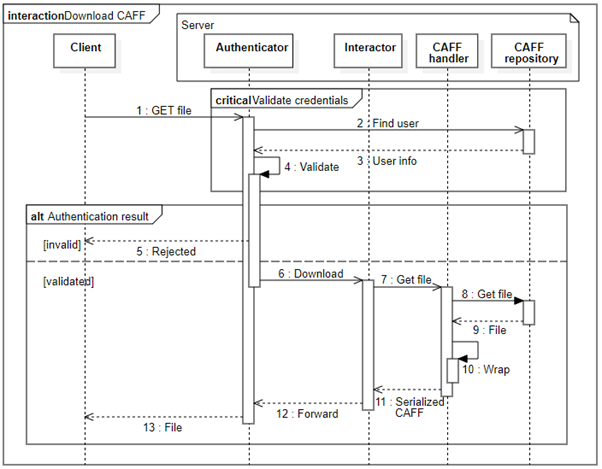 interactionDownload CAFF
Server
Client
Authenticator
Interactor
CAFF
handler
CAFF
repository
criticalValidate credentials
1 : GET file
2 : Find user
3 : User info
4 : Validate
alt Authentication result
[invalid]
5 : Rejected
[validated]
6 : Download
7 : Get file
8 : Get file
9 : File
10 : Wrap
11 : Serialized
CAFF
12 : Forward
13 : File